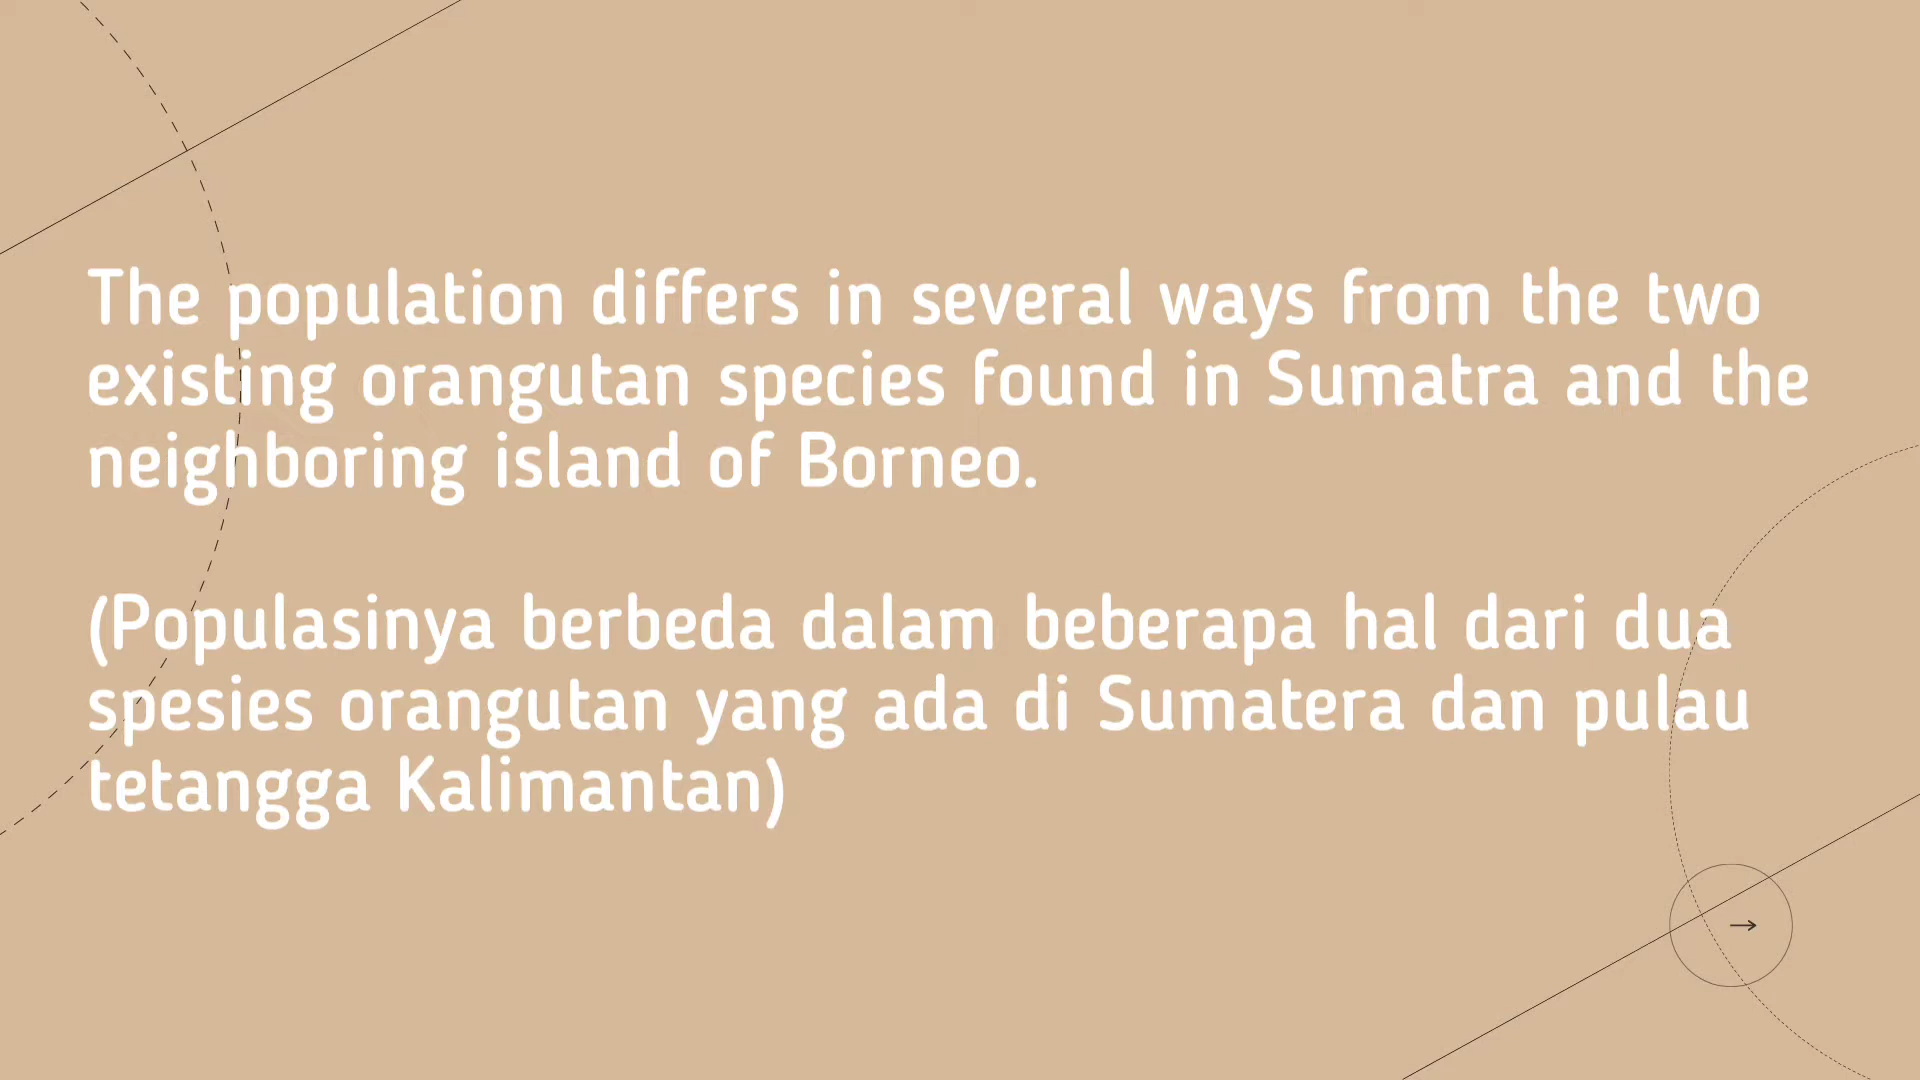 The population differs in several ways from the two
existing orangutan species found in Sumatra and the
neighboring island of Borneo.
(Populasinya berbeda dalam beberapa hal dari dua
spesies orangutan yang ada di Sumatera dan pulau
tetangga Kalimantan)